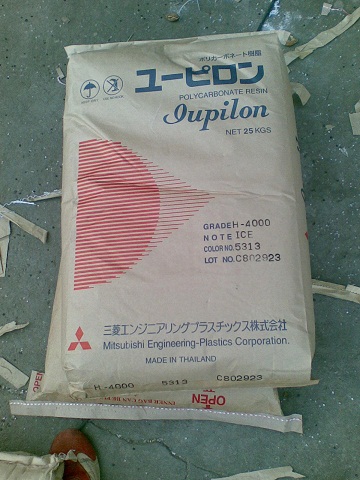 ポリカーボネート樹脂
ユーピロン
POLYCARBONATE RESIN
Iupilon
NET 25 KGS
GRADE H-4000
NOTE ICE
COLOR NO. 5313
LOT NO. C802923
三菱エンジニアリングプラスチックス株式会社
Mitsubishi Engineering-Plastics Corporation.
MADE IN THAILAND
H-4000 5313 C802923
OPEN
OPEN